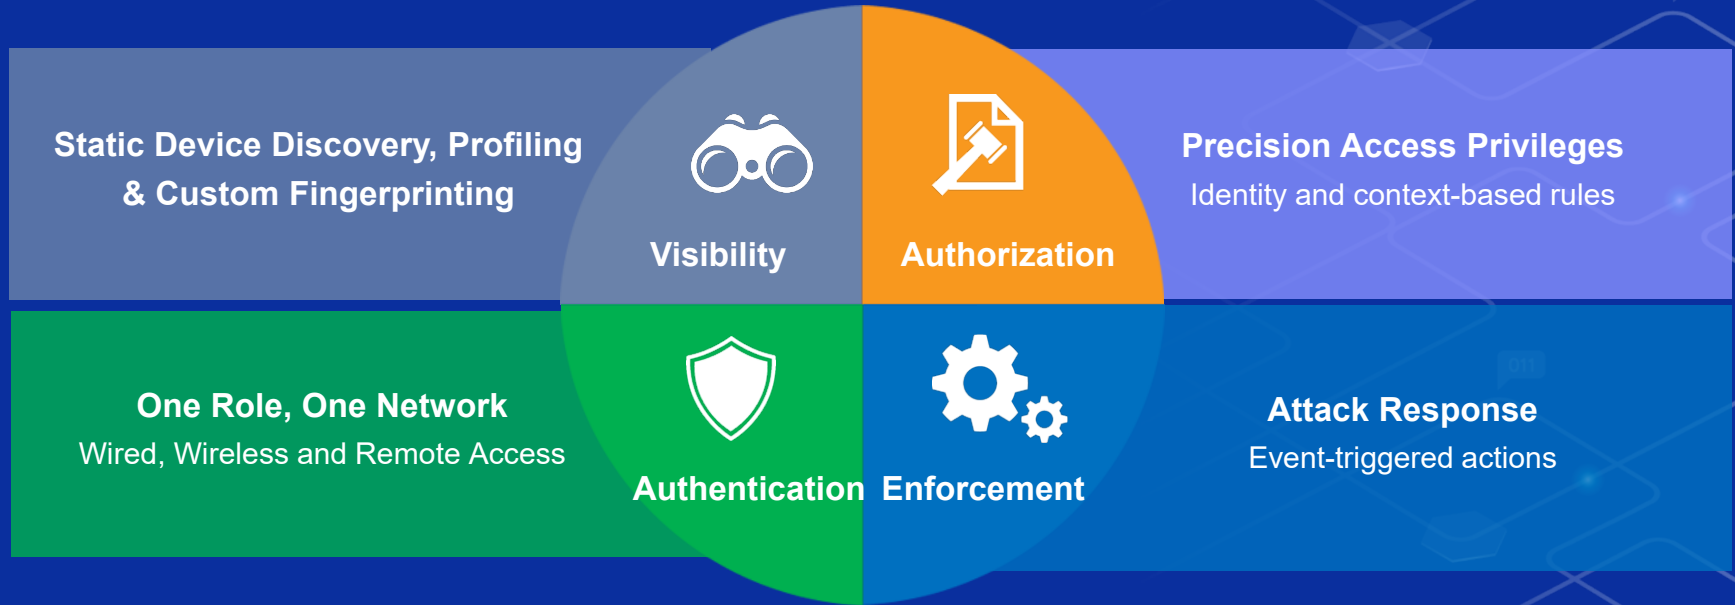 Static Device Discovery, Profiling
& Custom Fingerprinting
Visibility
Authorization
Precision Access Privileges
Identity and context-based rules
One Role, One Network
Wired, Wireless and Remote Access
Authentication
Enforcement
Attack Response
Event-triggered actions
011